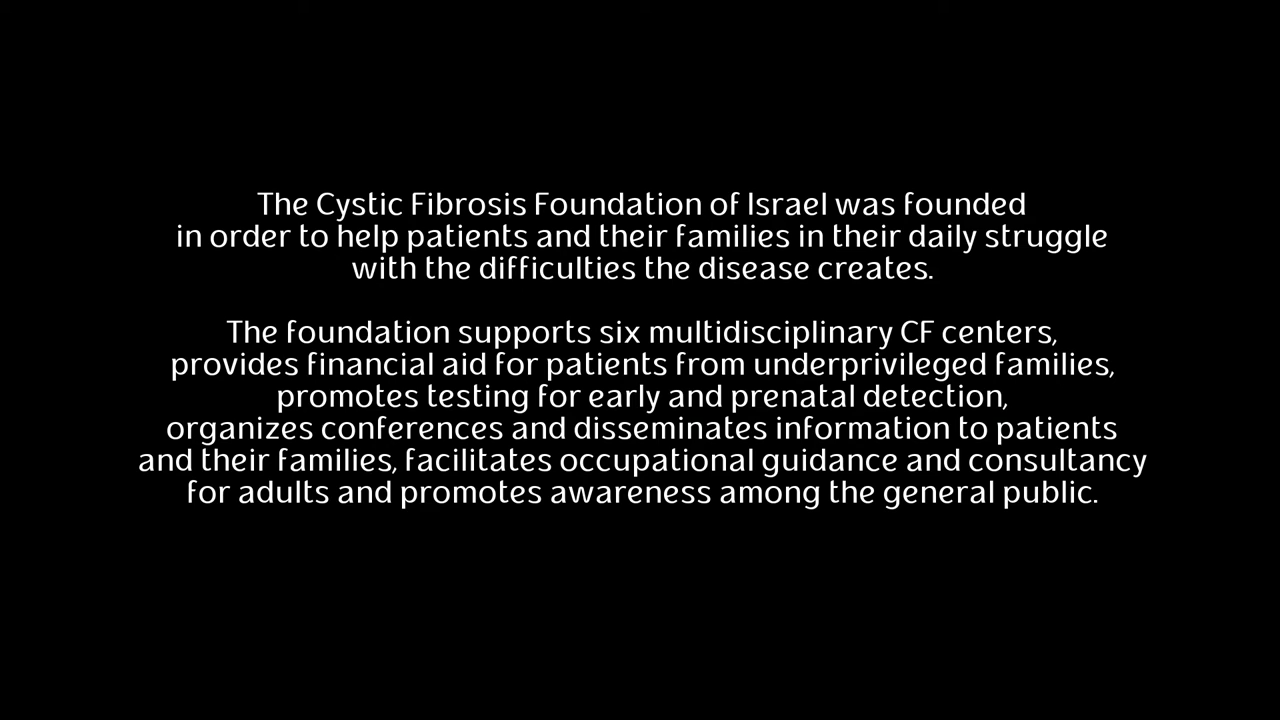 The Cystic Fibrosis Foundation of Israel was founded
in order to help patients and their families in their daily struggle
with the difficulties the disease creates.
The foundation supports six multidisciplinary CF centers,
provides financial aid for patients from underprivileged families,
promotes testing for early and prenatal detection,
organizes conferences and disseminates information to patients
and their families, facilitates occupational guidance and consultancy
for adults and promotes awareness among the general public.